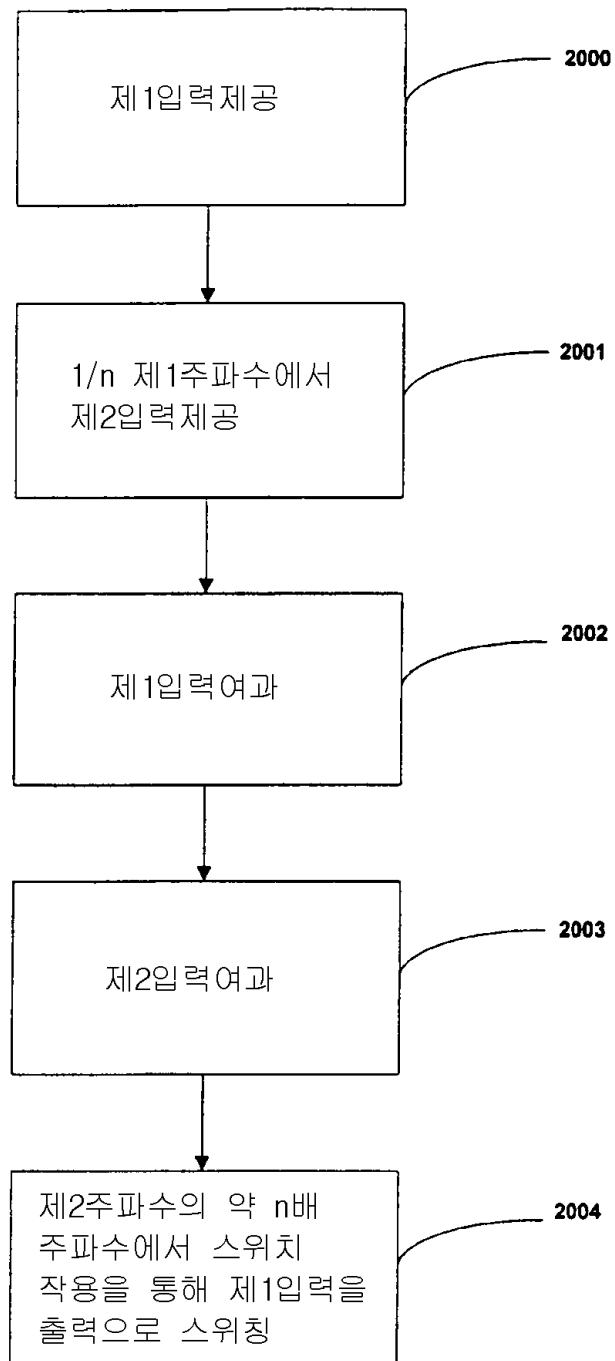 제1입력제공
2000
1/n 제1주파수에서
제2입력제공
2001
제1입력여과
2002
제2입력여과
2003
제2주파수의 약 n배
주파수에서 스위치
작용을 통해 제1입력을
출력으로 스위칭
2004